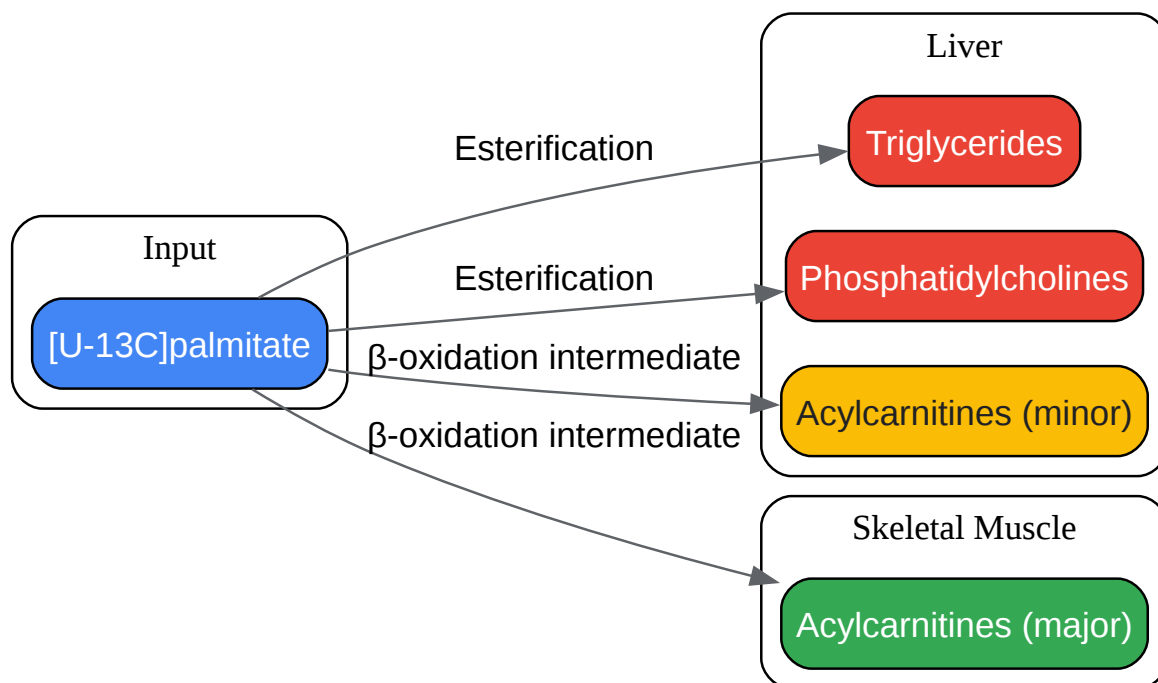 Input
[U-13C]palmitate
Esterification
Esterification
β-oxidation intermediate
β-oxidation intermediate
Liver
Triglycerides
Phosphatidylcholines
Acylcarnitines (minor)
Skeletal Muscle
Acylcarnitines (major)